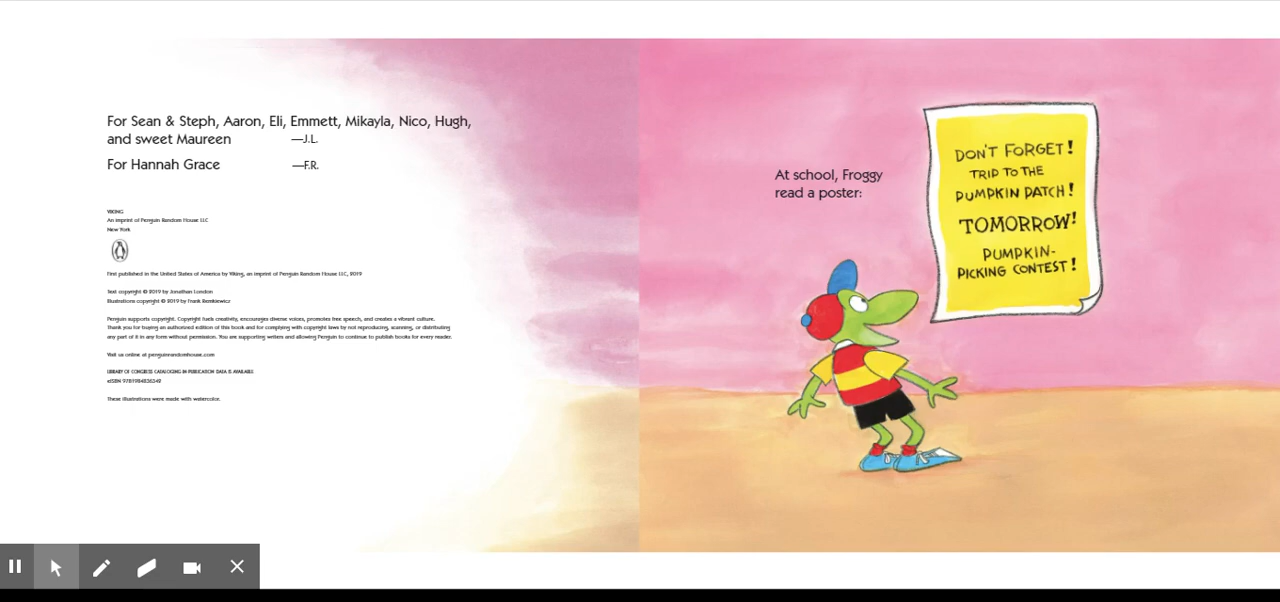 For Sean & Steph, Aaron, Eli, Emmett, Mikayla, Nico, Hugh,
and sweet Maureen —J.L.
For Hannah Grace —F.R.
VIKING
An imprint of Penguin Random House LLC
New York
First published in the United States of America by Viking, an imprint of Penguin Random House LLC, 2019
Text copyright © 2019 by Jonathan London
Illustrations copyright © 2019 by Frank Remkiewicz
Penguin supports copyright. Copyright fuels creativity, encourages diverse voices, promotes free speech, and creates a vibrant culture.
Thank you for buying an authorized edition of this book and for complying with copyright laws by not reproducing, scanning, or distributing
any part of it in any form without permission. You are supporting writers and allowing Penguin to continue to publish books for every reader.
Visit us online at penguinrandomhouse.com
LIBRARY OF CONGRESS CATALOGING IN PUBLICATION DATA IS AVAILABLE
eISBN
These illustrations were made with watercolor.
At school, Froggy
read a poster:
DON'T FORGET!
TRIP TO THE
PUMPKIN PATCH!
TOMORROW!
PUMPKIN-
PICKING CONTEST!